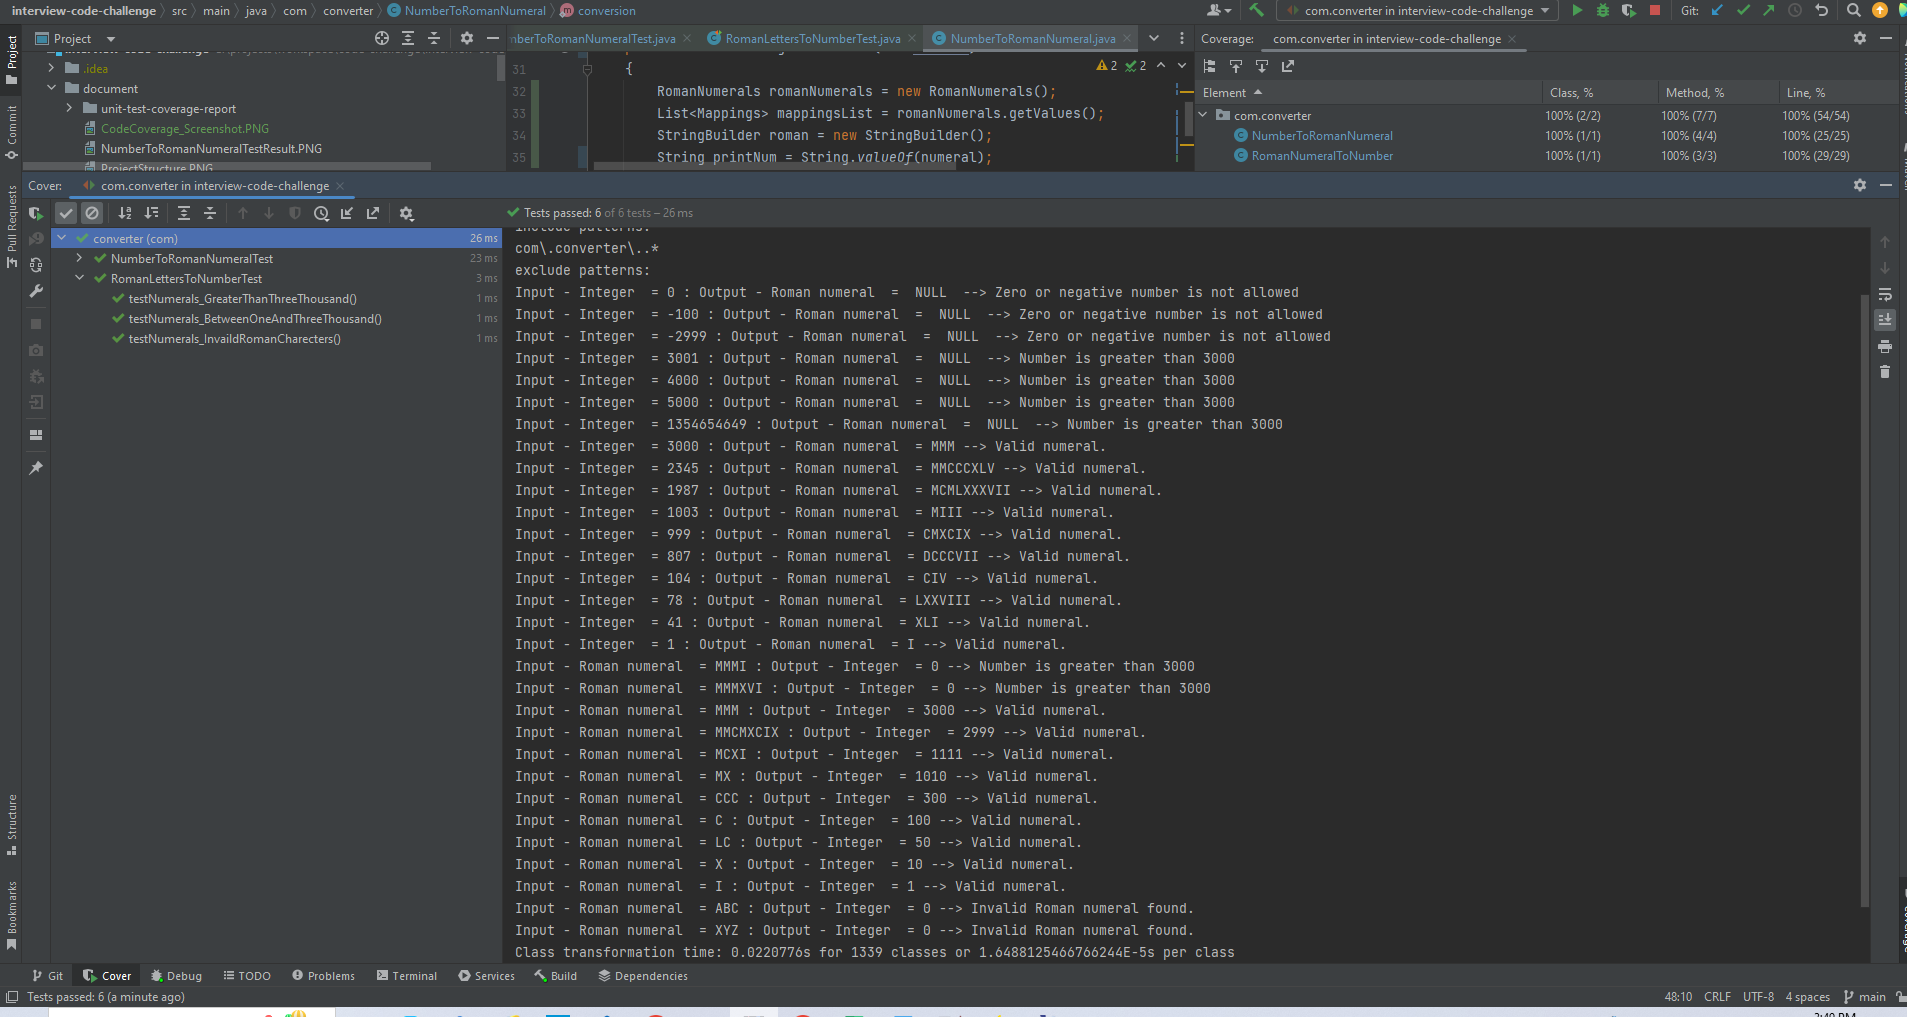 interview-code-challenge > src > main > java > com > converter > NumberToRomanNumeral > conversion
com.converter in interview-code-challenge
Git:
Project
.idea
document
unit-test-coverage-report
CodeCoverage_Screenshot.PNG
NumberToRomanNumeralTestResult.PNG
ProjectStructure.PNG
nberToRomanNumeralTest.java
RomanLettersToNumberTest.java
NumberToRomanNumeral.java
2 2
31 {
32 RomanNumerals romanNumerals = new RomanNumerals();
33 List<Mappings> mappingsList = romanNumerals.getValues();
34 StringBuilder roman = new StringBuilder();
35 String printNum = String.valueOf(numeral);
Coverage: com.converter in interview-code-challenge
Element Class, % Method, % Line, %
com.converter 100% (2/2) 100% (7/7) 100% (54/54)
NumberToRomanNumeral 100% (1/1) 100% (4/4) 100% (25/25)
RomanNumeralToNumber 100% (1/1) 100% (3/3) 100% (29/29)
Project
Commit
Pull Requests
Structure
Bookmarks
Cover: com.converter in interview-code-challenge
Tests passed: 6 of 6 tests – 26 ms
converter (com) 26 ms
NumberToRomanNumeralTest 23 ms
RomanLettersToNumberTest 3 ms
testNumerals_GreaterThanThreeThousand() 1 ms
testNumerals_BetweenOneAndThreeThousand() 1 ms
testNumerals_InvaildRomanCharecters() 1 ms
include patterns:
com\.converter\..*
exclude patterns:
Input - Integer  = 0 : Output - Roman numeral  =  NULL  --> Zero or negative number is not allowed
Input - Integer  = -100 : Output - Roman numeral  =  NULL  --> Zero or negative number is not allowed
Input - Integer  = -2999 : Output - Roman numeral  =  NULL  --> Zero or negative number is not allowed
Input - Integer  = 3001 : Output - Roman numeral  =  NULL  --> Number is greater than 3000
Input - Integer  = 4000 : Output - Roman numeral  =  NULL  --> Number is greater than 3000
Input - Integer  = 5000 : Output - Roman numeral  =  NULL  --> Number is greater than 3000
Input - Integer  = 1354654649 : Output - Roman numeral  =  NULL  --> Number is greater than 3000
Input - Integer  = 3000 : Output - Roman numeral  = MMM --> Valid numeral.
Input - Integer  = 2345 : Output - Roman numeral  = MMCCCXLV --> Valid numeral.
Input - Integer  = 1987 : Output - Roman numeral  = MCMLXXXVII --> Valid numeral.
Input - Integer  = 1003 : Output - Roman numeral  = MIII --> Valid numeral.
Input - Integer  = 999 : Output - Roman numeral  = CMXCIX --> Valid numeral.
Input - Integer  = 807 : Output - Roman numeral  = DCCCVII --> Valid numeral.
Input - Integer  = 104 : Output - Roman numeral  = CIV --> Valid numeral.
Input - Integer  = 78 : Output - Roman numeral  = LXXVIII --> Valid numeral.
Input - Integer  = 41 : Output - Roman numeral  = XLI --> Valid numeral.
Input - Integer  = 1 : Output - Roman numeral  = I --> Valid numeral.
Input - Roman numeral  = MMMI : Output - Integer  = 0 --> Number is greater than 3000
Input - Roman numeral  = MMMXVI : Output - Integer  = 0 --> Number is greater than 3000
Input - Roman numeral  = MMM : Output - Integer  = 3000 --> Valid numeral.
Input - Roman numeral  = MMCMXCIX : Output - Integer  = 2999 --> Valid numeral.
Input - Roman numeral  = MCXI : Output - Integer  = 1111 --> Valid numeral.
Input - Roman numeral  = MX : Output - Integer  = 1010 --> Valid numeral.
Input - Roman numeral  = CCC : Output - Integer  = 300 --> Valid numeral.
Input - Roman numeral  = C : Output - Integer  = 100 --> Valid numeral.
Input - Roman numeral  = LC : Output - Integer  = 50 --> Valid numeral.
Input - Roman numeral  = X : Output - Integer  = 10 --> Valid numeral.
Input - Roman numeral  = I : Output - Integer  = 1 --> Valid numeral.
Input - Roman numeral  = ABC : Output - Integer  = 0 --> Invalid Roman numeral found.
Input - Roman numeral  = XYZ : Output - Integer  = 0 --> Invalid Roman numeral found.
Class transformation time: 0.0220776s for 1339 classes or 1.6488125466766244E-5s per class
Git Cover Debug TODO Problems Terminal Services Build Dependencies
Tests passed: 6 (a minute ago)
48:10 CRLF UTF-8 4 spaces main